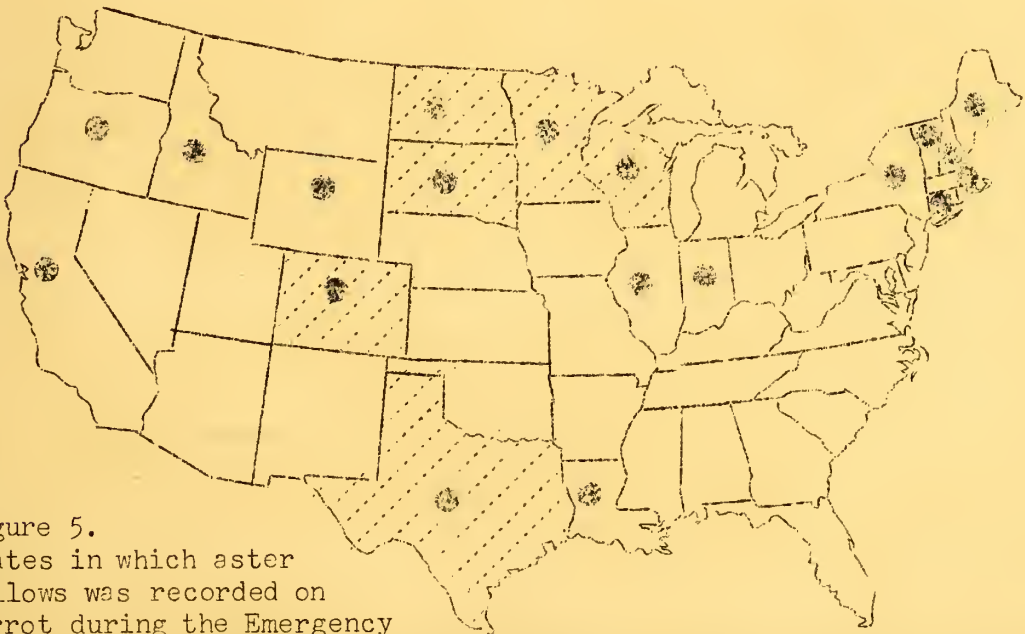 gure 5.
ates in which aster
llows was recorded on
rrot during the Emergency